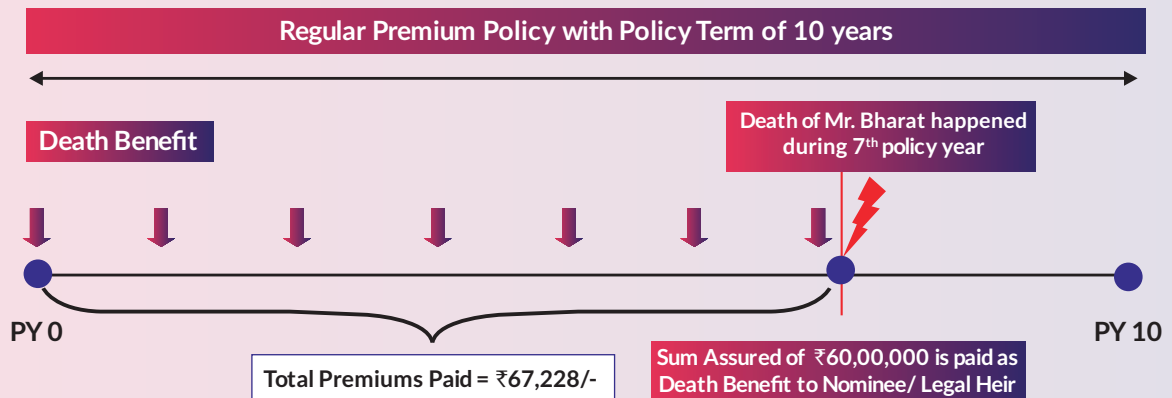 Regular Premium Policy with Policy Term of 10 years
Death Benefit
Death of Mr. Bharat happened
during 7th policy year
PY 0
PY 10
Total Premiums Paid = ₹67,228/-
Sum Assured of ₹60,00,000 is paid as
Death Benefit to Nominee/ Legal Heir